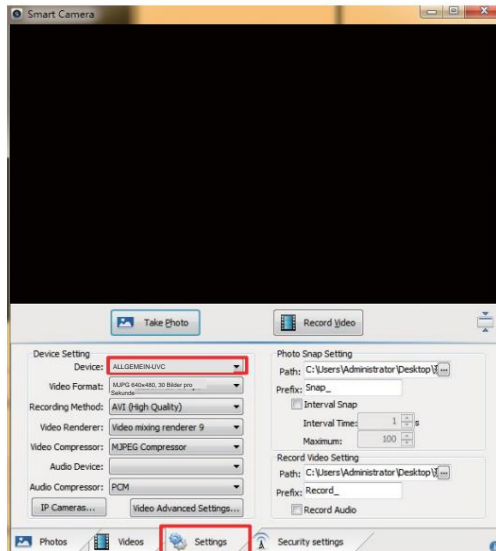 Smart Camera
Take Photo
Record Video
Device Setting
Device: ALLGEMEIN-UVC
Video Format: MJPG 640x480, 30 Bilder pro
Sekunde
Recording Method: AVI (High Quality)
Video Renderer: Video mixing renderer 9
Video Compressor: MJPEG Compressor
Audio Device:
Audio Compressor: PCM
IP Cameras... Video Advanced Settings...
Photo Snap Setting
Path: C:\Users\Administrator\Desktop\ ...
Prefix: Snap_
Interval Snap
Interval Time: 1 s
Maximum: 100
Record Video Setting
Path: C:\Users\Administrator\Desktop\ ...
Prefix: Record_
Record Audio
Photos Videos Settings Security settings